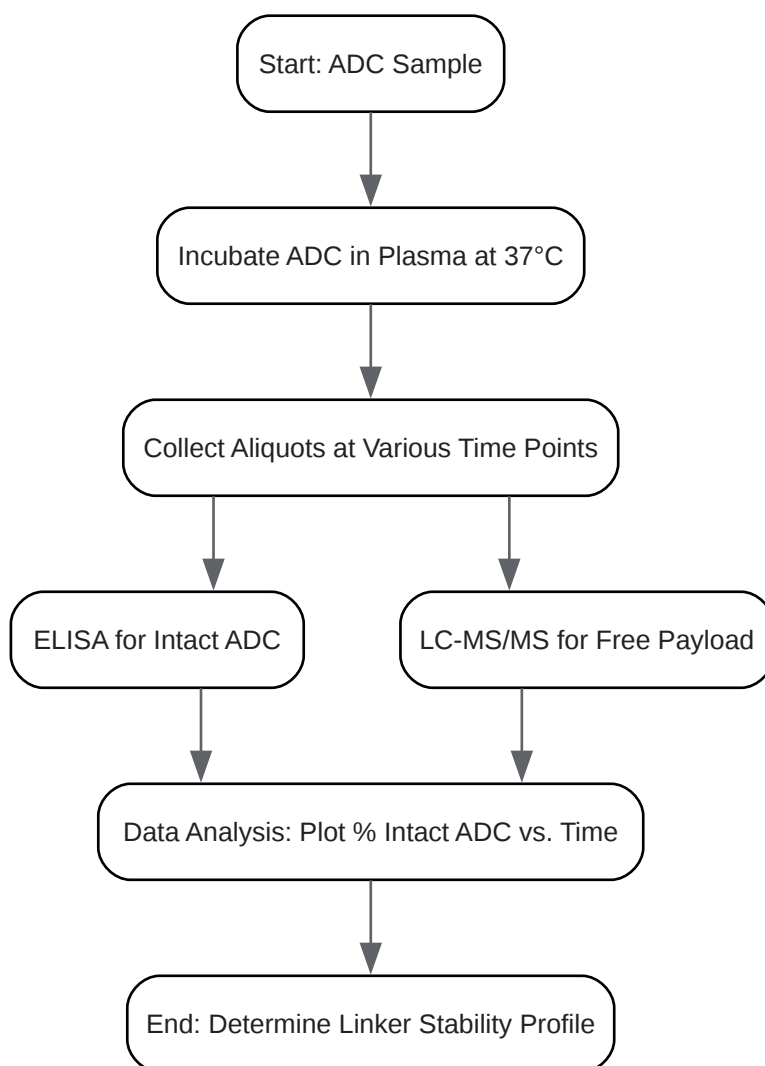 Start: ADC Sample
Incubate ADC in Plasma at 37°C
Collect Aliquots at Various Time Points
ELISA for Intact ADC
LC-MS/MS for Free Payload
Data Analysis: Plot % Intact ADC vs. Time
End: Determine Linker Stability Profile